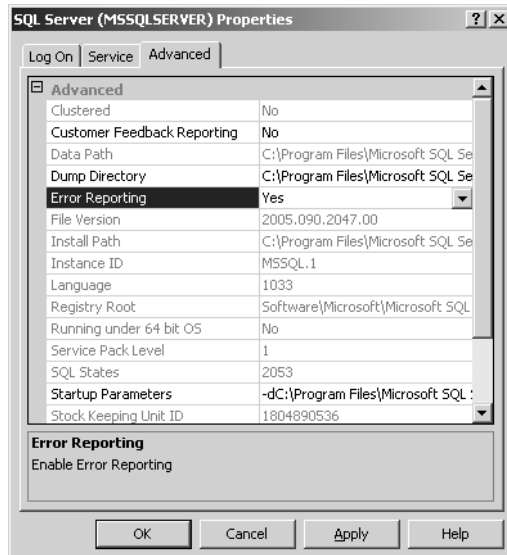 SQL Server (MSSQLSERVER) Properties
Log On Service Advanced
Advanced
Clustered No
Customer Feedback Reporting No
Data Path C:\Program Files\Microsoft SQL Se
Dump Directory C:\Program Files\Microsoft SQL Se
Error Reporting Yes
File Version 2005.090.2047.00
Install Path C:\Program Files\Microsoft SQL Se
Instance ID MSSQL.1
Language 1033
Registry Root Software\Microsoft\Microsoft SQL
Running under 64 bit OS No
Service Pack Level 1
SQL States 2053
Startup Parameters -dC:\Program Files\Microsoft SQL S
Stock Keeping Unit ID 1804890536
Error Reporting
Enable Error Reporting
OK Cancel Apply Help